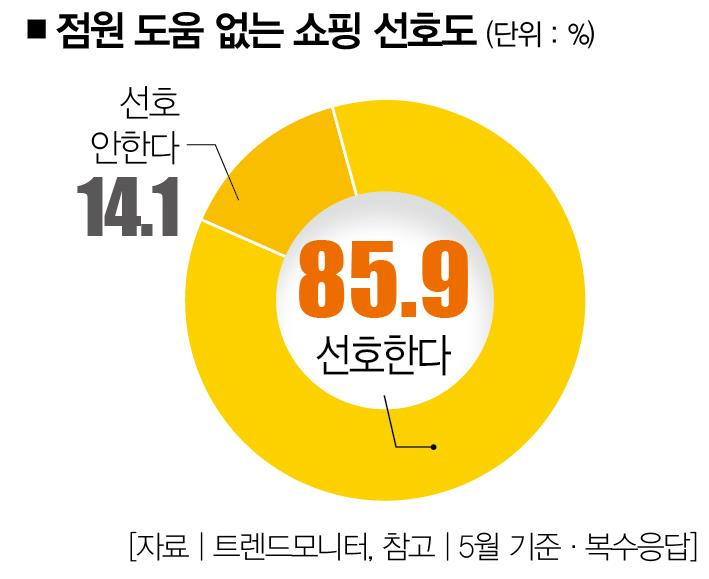 ■ 점원 도움 없는 쇼핑 선호도 (단위 : %)
선호
안한다
14.1
85.9
선호한다
[자료 | 트렌드모니터, 참고 | 5월 기준 · 복수응답]